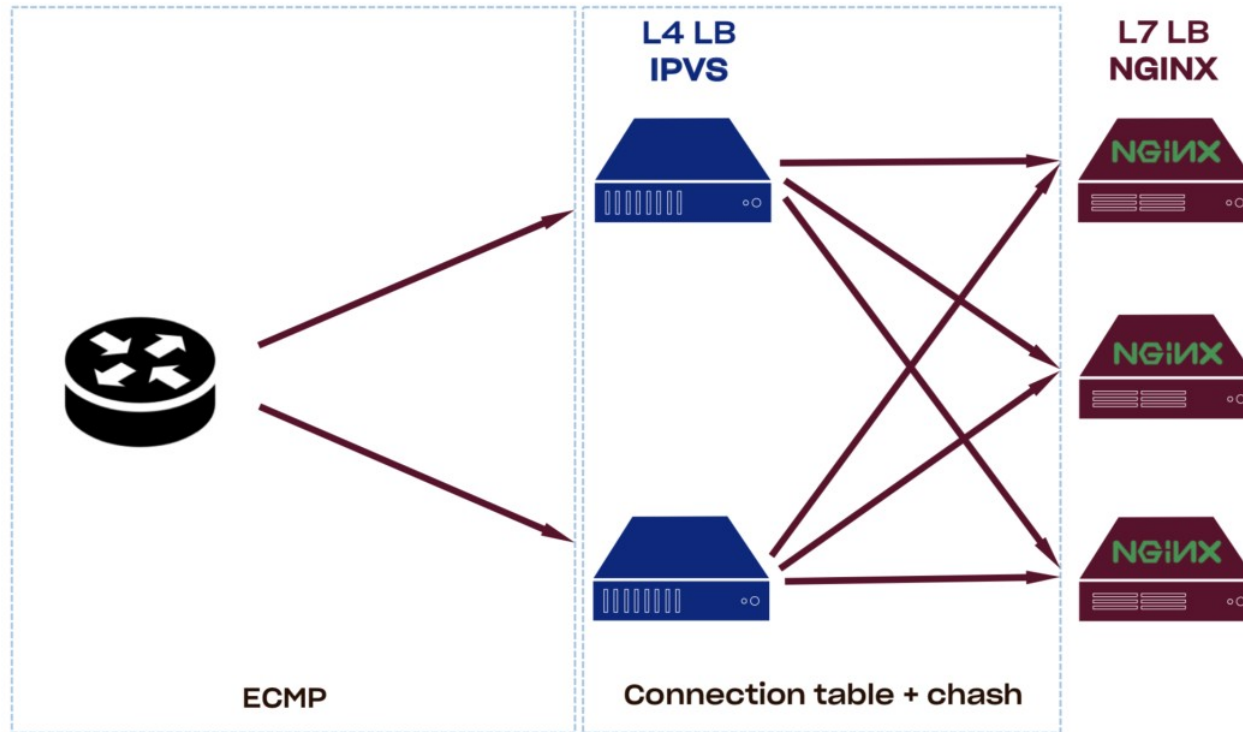 L4 LB
IPVS
L7 LB
NGINX
NGINX
NGINX
NGINX
ECMP
Connection table + chash